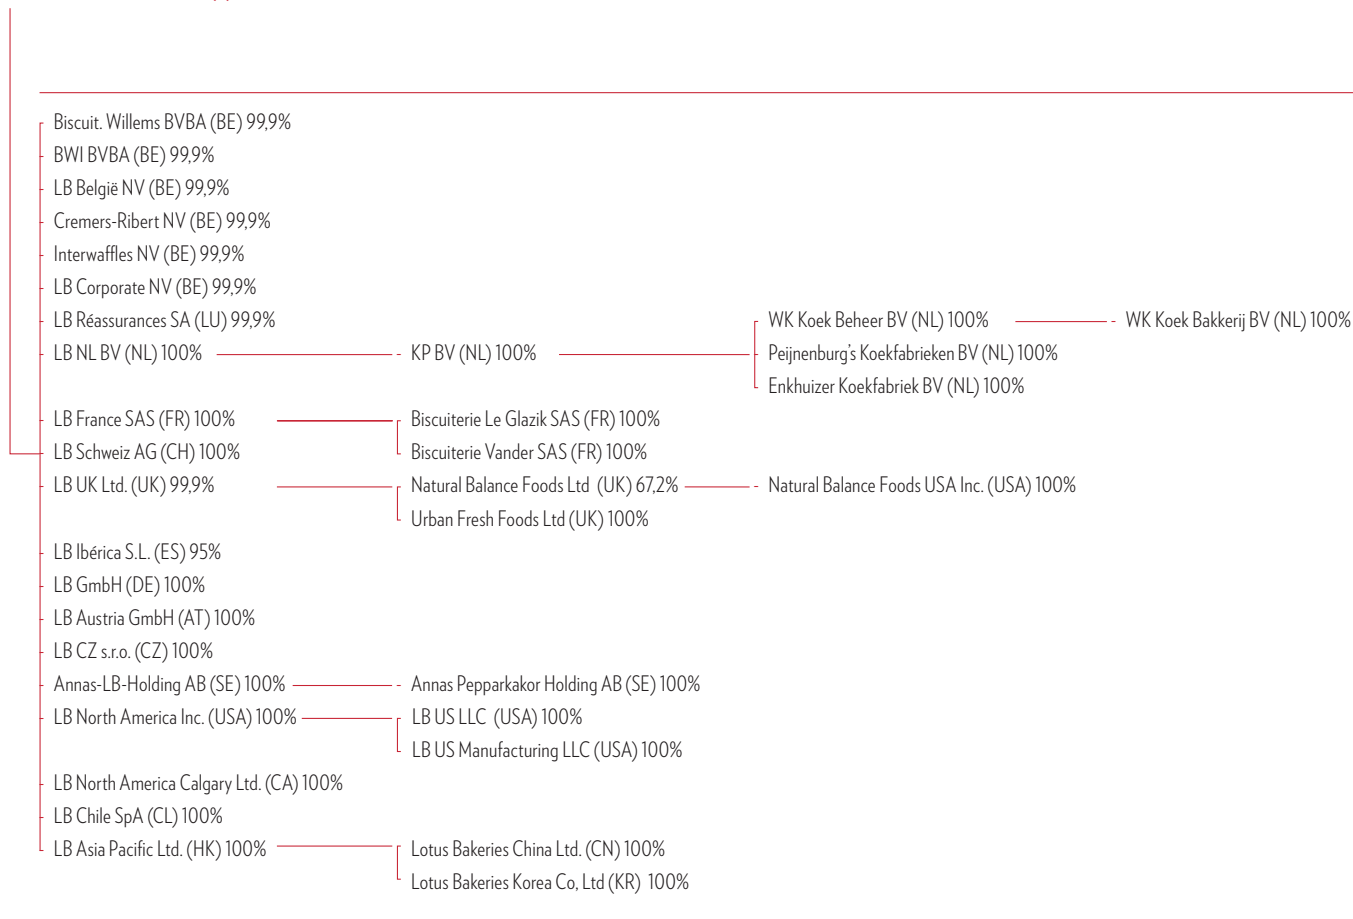 Biscuit. Willems BVBA (BE) 99,9%
BWI BVBA (BE) 99,9%
LB België NV (BE) 99,9%
Cremers-Ribert NV (BE) 99,9%
Interwaffles NV (BE) 99,9%
LB Corporate NV (BE) 99,9%
LB Réassurances SA (LU) 99,9% WK Koek Beheer BV (NL) 100% WK Koek Bakkerij BV (NL) 100%
LB NL BV (NL) 100% KP BV (NL) 100% Peijnenburg's Koekfabrieken BV (NL) 100%
Enkhuizer Koekfabriek BV (NL) 100%
LB France SAS (FR) 100% Biscuiterie Le Glazik SAS (FR) 100%
LB Schweiz AG (CH) 100% Biscuiterie Vander SAS (FR) 100%
LB UK Ltd. (UK) 99,9% Natural Balance Foods Ltd (UK) 67,2% Natural Balance Foods USA Inc. (USA) 100%
Urban Fresh Foods Ltd (UK) 100%
LB Ibérica S.L. (ES) 95%
LB GmbH (DE) 100%
LB Austria GmbH (AT) 100%
LB CZ s.r.o. (CZ) 100%
Annas-LB-Holding AB (SE) 100% Annas Pepparkakor Holding AB (SE) 100%
LB North America Inc. (USA) 100% LB US LLC (USA) 100%
LB US Manufacturing LLC (USA) 100%
LB North America Calgary Ltd. (CA) 100%
LB Chile SpA (CL) 100%
LB Asia Pacific Ltd. (HK) 100% Lotus Bakeries China Ltd. (CN) 100%
Lotus Bakeries Korea Co, Ltd (KR) 100%